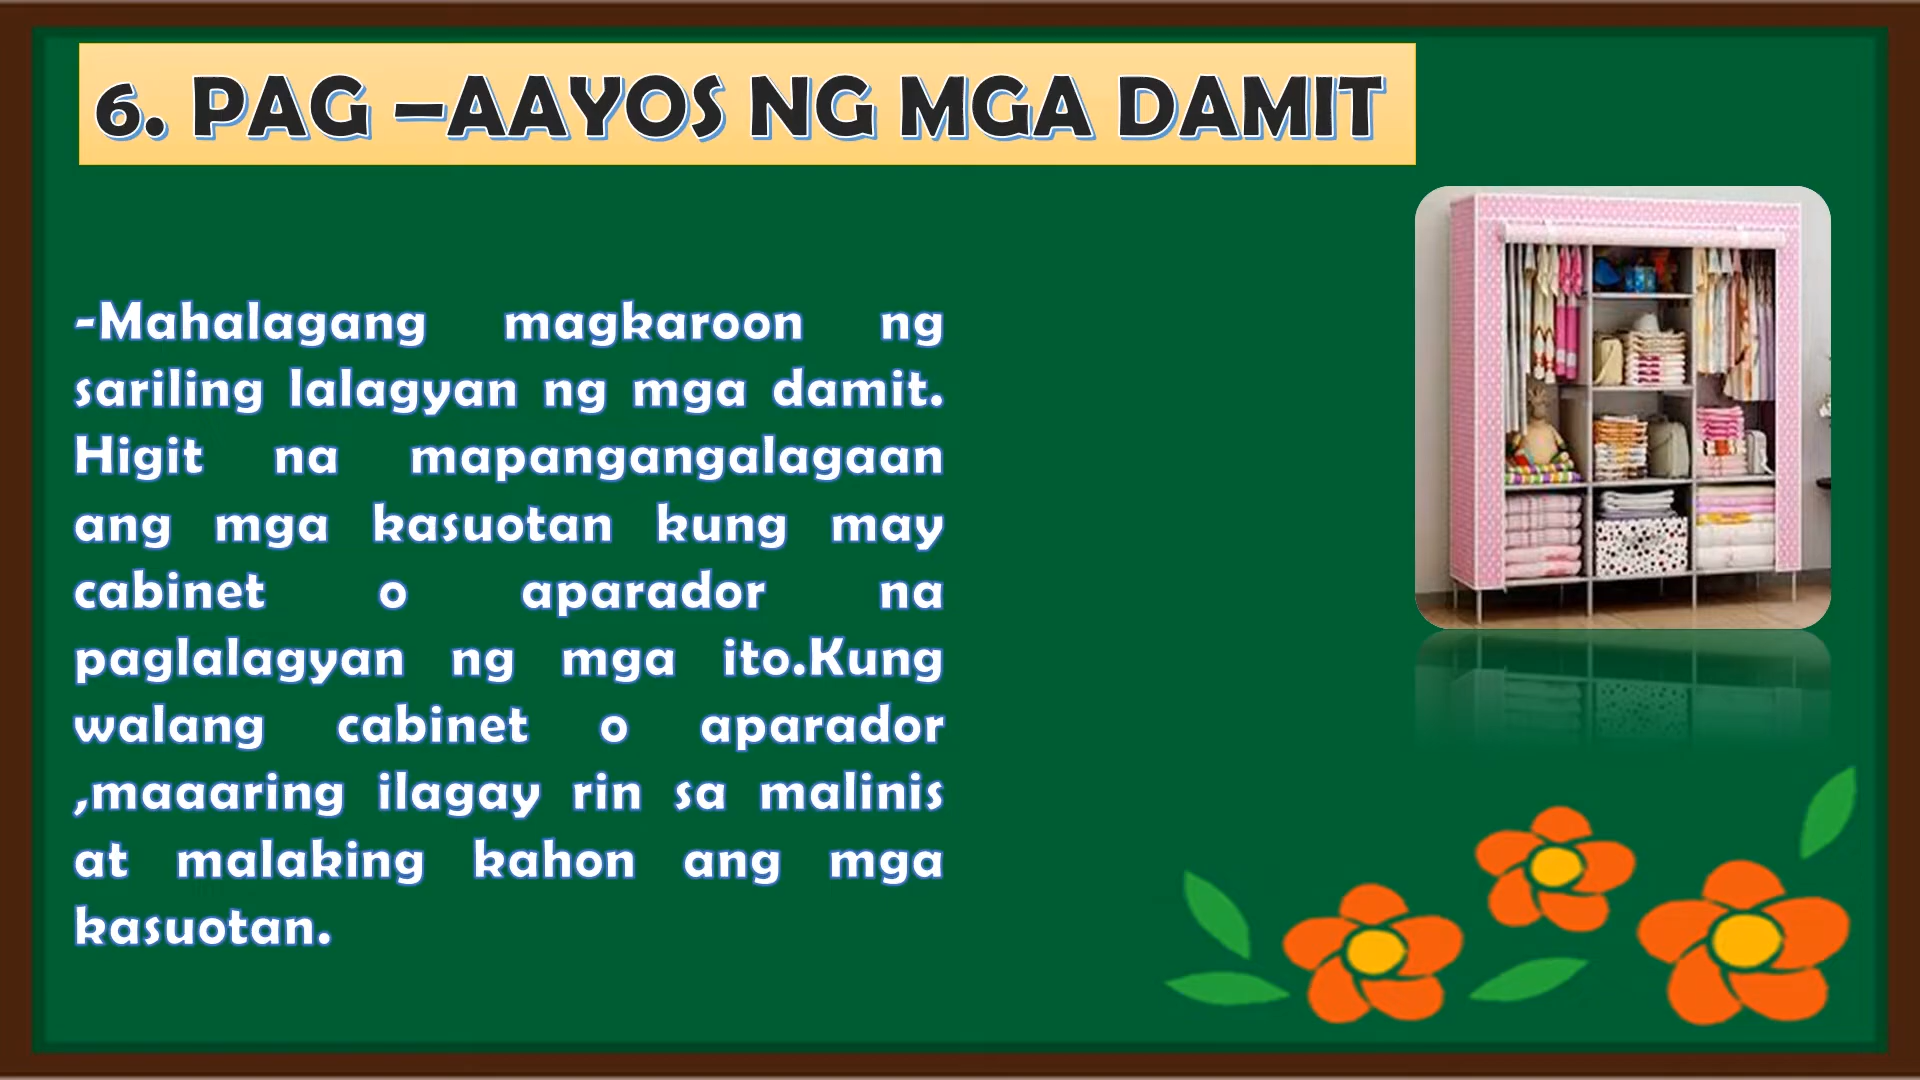 6. PAG –AAYOS NG MGA DAMIT
-Mahalagang magkaroon ng
sariling lalagyan ng mga damit.
Higit na mapangangalagaan
ang mga kasuotan kung may
cabinet o aparador na
paglalagyan ng mga ito.Kung
walang cabinet o aparador
,maaaring ilagay rin sa malinis
at malaking kahon ang mga
kasuotan.